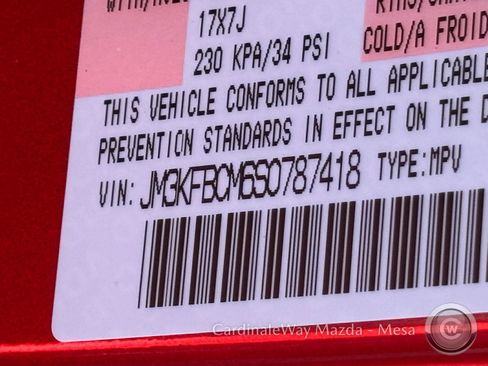 17X7J
230 KPA/34 PSI
COLD/A FROID
THIS VEHICLE CONFORMS TO ALL APPLICABLE
PREVENTION STANDARDS IN EFFECT ON THE D
VIN: JM3KFBCM6S0787418 TYPE:MPV
CardinaleWay Mazda - Mesa
CW